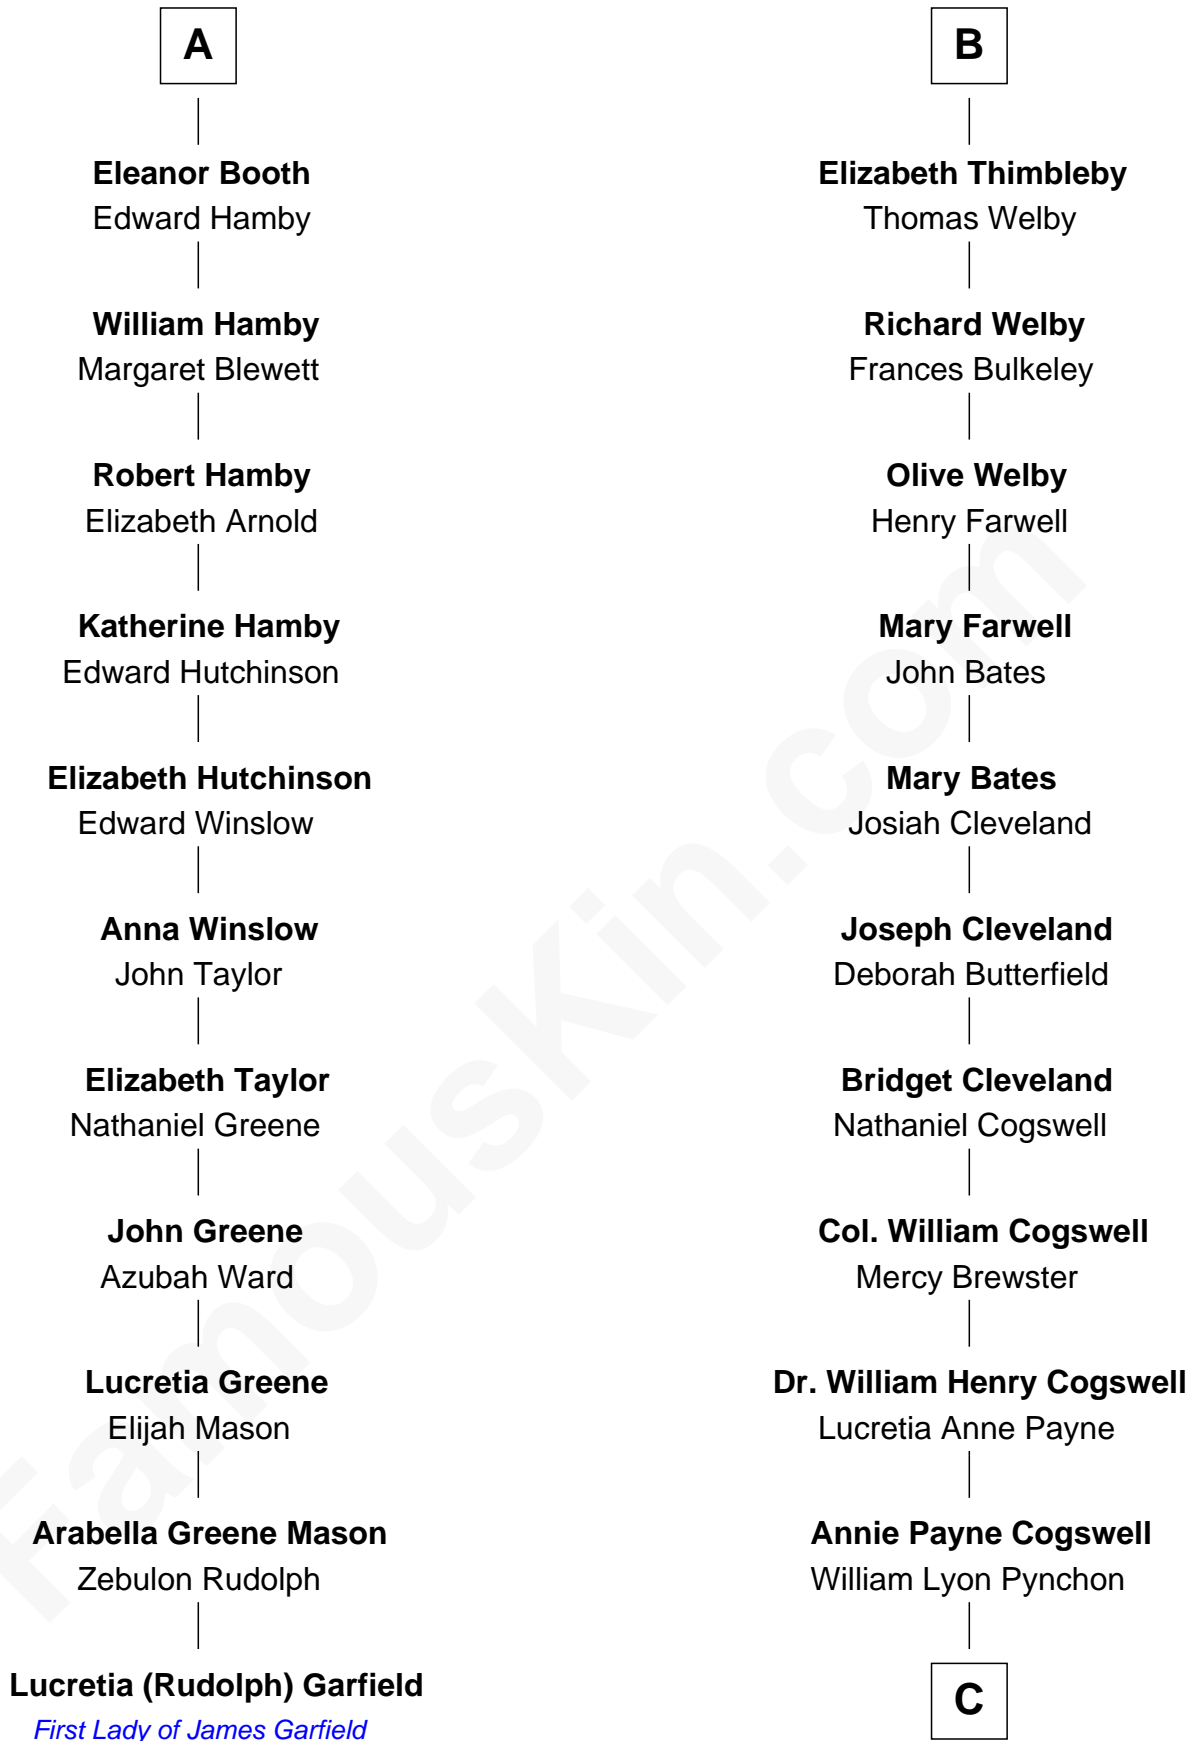 A
Eleanor Booth
Edward Hamby
William Hamby
Margaret Blewett
Robert Hamby
Elizabeth Arnold
Katherine Hamby
Edward Hutchinson
Elizabeth Hutchinson
Edward Winslow
Anna Winslow
John Taylor
Elizabeth Taylor
Nathaniel Greene
John Greene
Azubah Ward
Lucretia Greene
Elijah Mason
Arabella Greene Mason
Zebulon Rudolph
Lucretia (Rudolph) Garfield
First Lady of James Garfield
B
Elizabeth Thimbleby
Thomas Welby
Richard Welby
Frances Bulkeley
Olive Welby
Henry Farwell
Mary Farwell
John Bates
Mary Bates
Josiah Cleveland
Joseph Cleveland
Deborah Butterfield
Bridget Cleveland
Nathaniel Cogswell
Col. William Cogswell
Mercy Brewster
Dr. William Henry Cogswell
Lucretia Anne Payne
Annie Payne Cogswell
William Lyon Pynchon
C
FamousKin.com